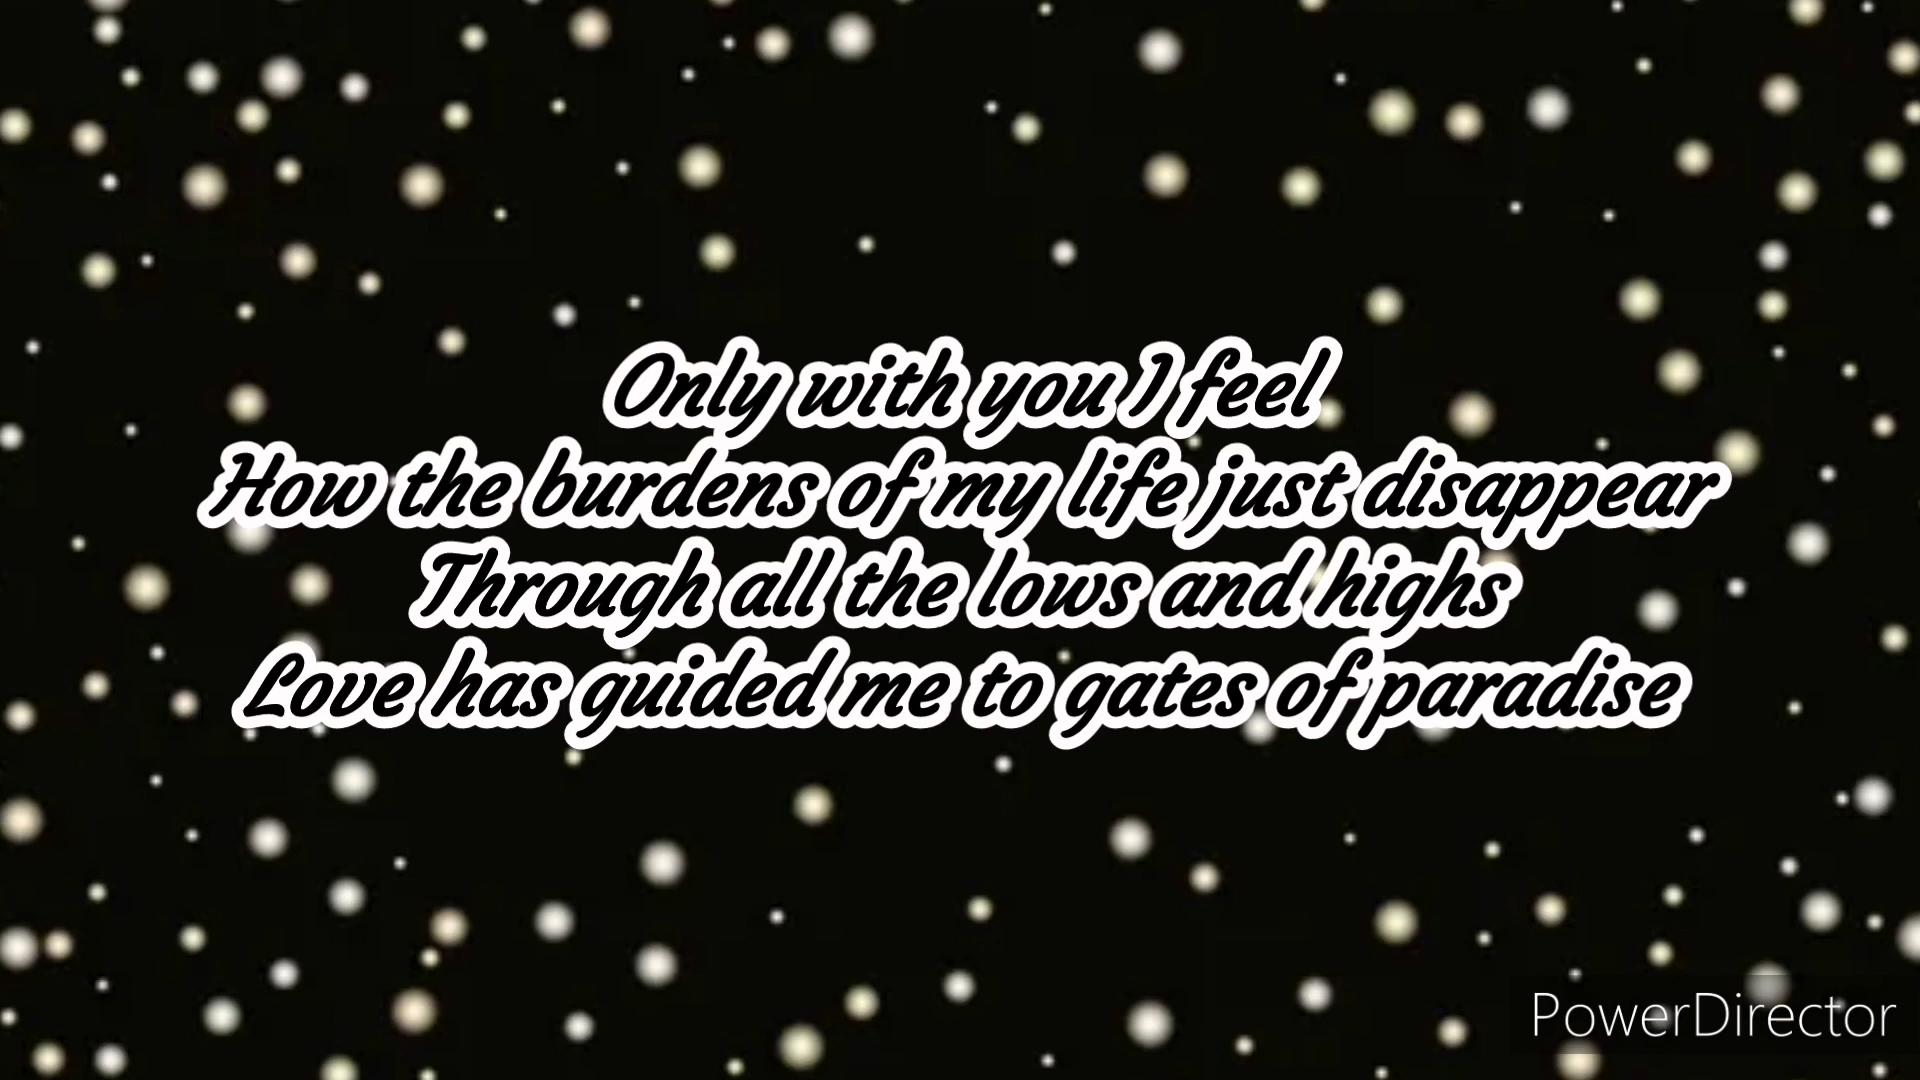 Only with you I feel
How the burdens of my life just disappear
Through all the lows and highs
Love has guided me to gates of paradise
PowerDirector